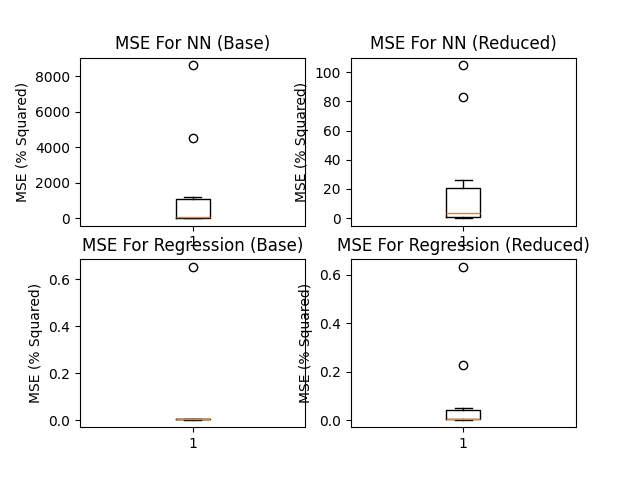 MSE For NN (Base)
MSE (% Squared)
8000
6000
4000
2000
0
1
MSE For NN (Reduced)
MSE (% Squared)
100
80
60
40
20
0
1
MSE For Regression (Base)
MSE (% Squared)
0.6
0.4
0.2
0.0
1
MSE For Regression (Reduced)
MSE (% Squared)
0.6
0.4
0.2
0.0
1